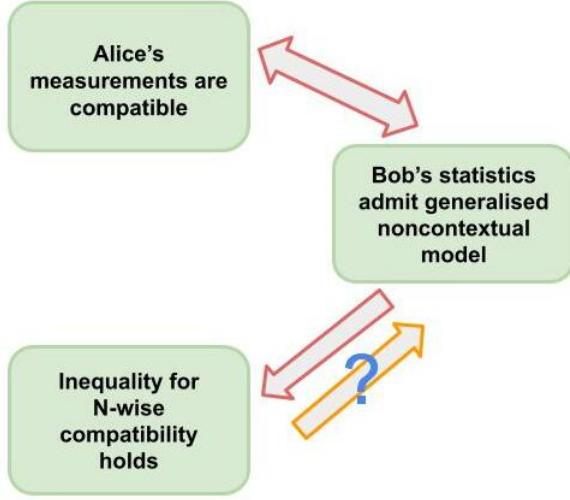 Alice's
measurements are
compatible
Bob's statistics
admit generalised
noncontextual
model
Inequality for
N-wise
compatibility
holds
?